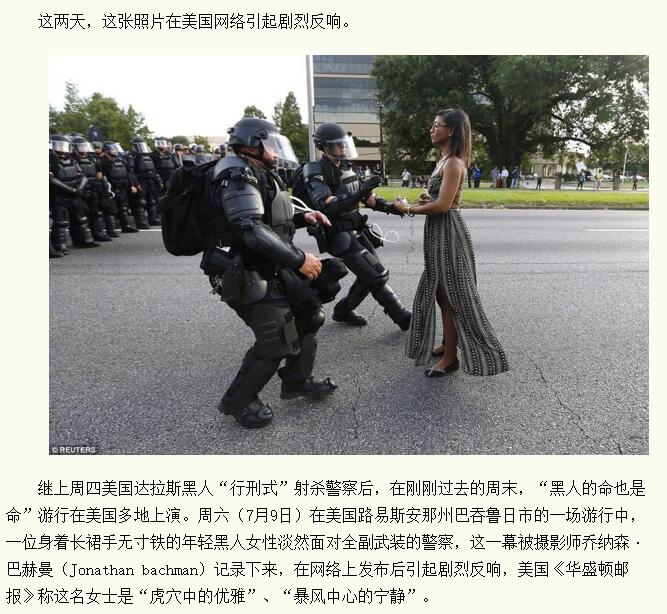 这两天，这张照片在美国网络引起剧烈反响。
© REUTERS
继上周四美国达拉斯黑人“行刑式”射杀警察后，在刚刚过去的周末，“黑人的命也是
命”游行在美国多地上演。周六（7月9日）在美国路易斯安那州巴吞鲁日市的一场游行中，
一位身着长裙手无寸铁的年轻黑人女性淡然面对全副武装的警察，这一幕被摄影师乔纳森·
巴赫曼（Jonathan bachman）记录下来，在网络上发布后引起剧烈反响，美国《华盛顿邮
报》称这名女士是“虎穴中的优雅”、“暴风中心的宁静”。